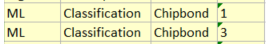 ML Classification Chipbond 1
ML Classification Chipbond 3